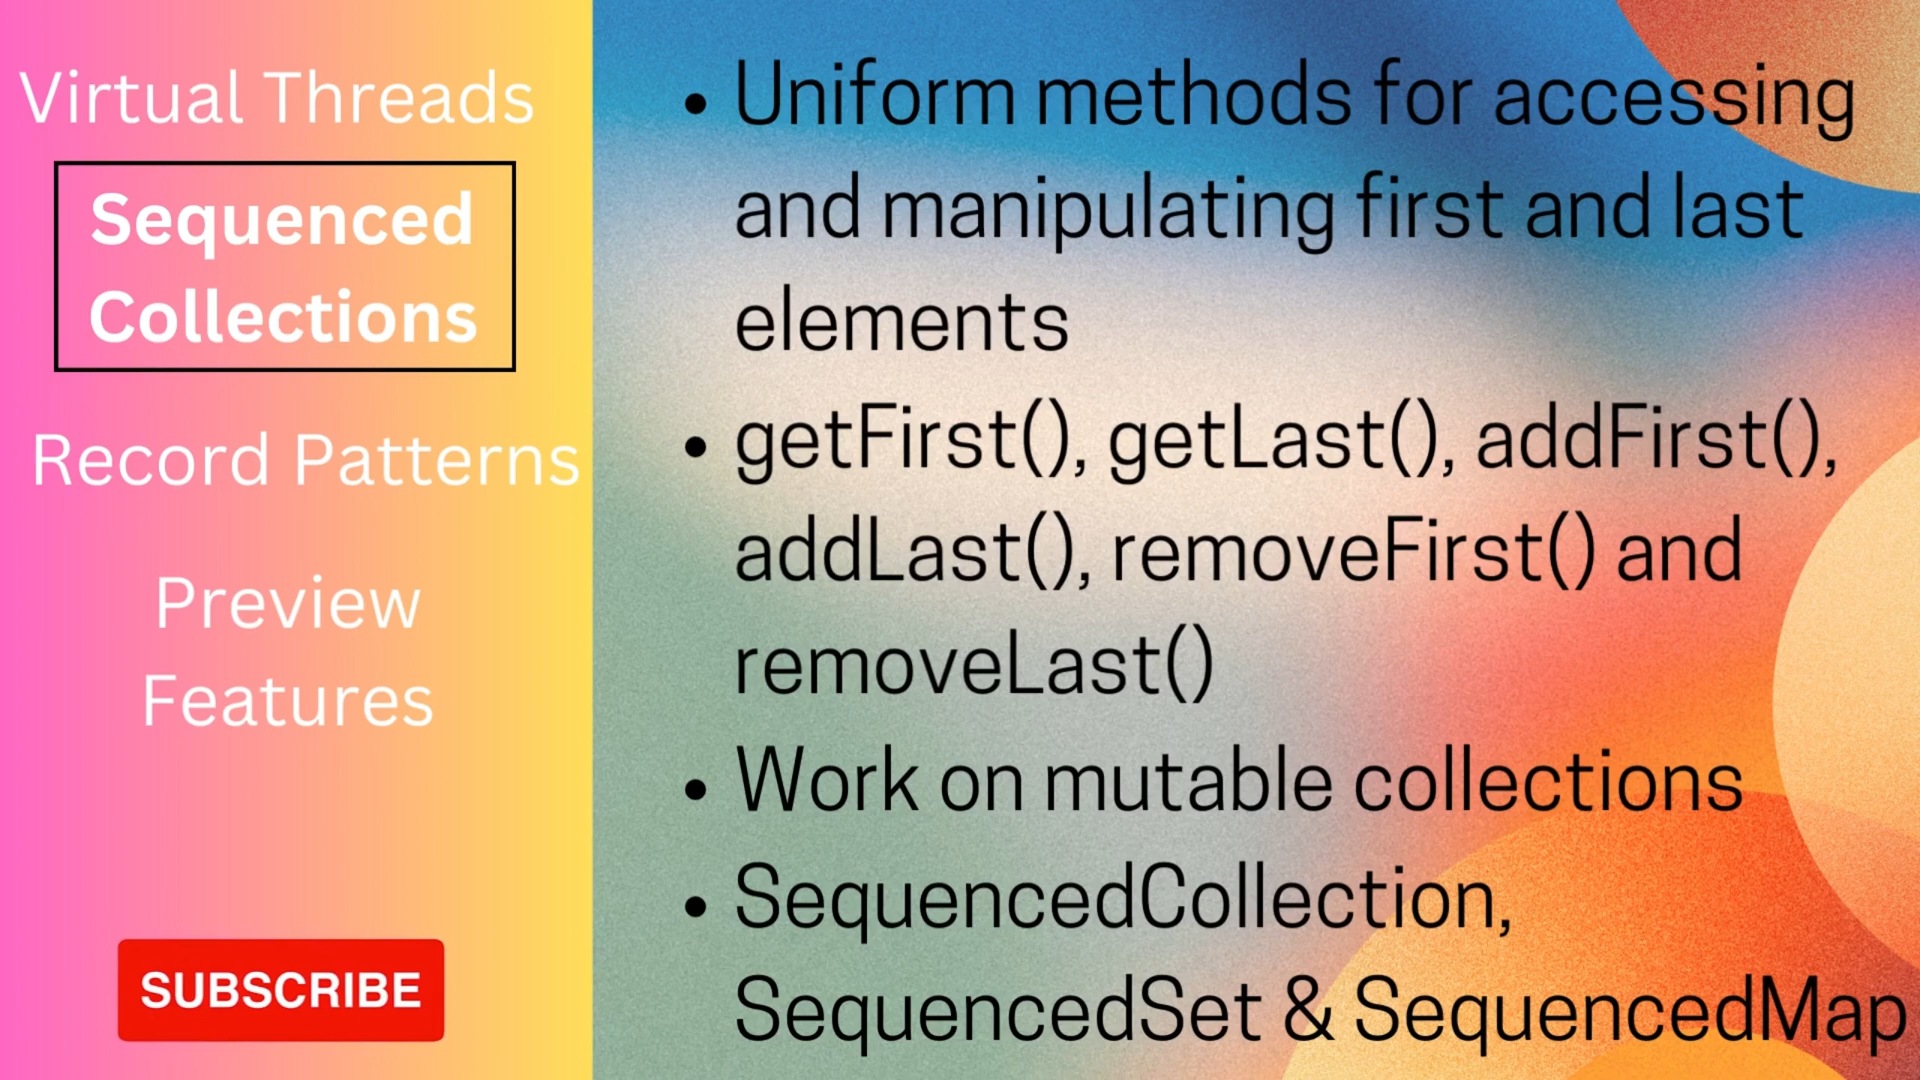 Virtual Threads
Sequenced
Collections
Record Patterns
Preview
Features
SUBSCRIBE
• Uniform methods for accessing
and manipulating first and last
elements
• getFirst(), getLast(), addFirst(),
addLast(), removeFirst() and
removeLast()
• Work on mutable collections
• SequencedCollection,
SequencedSet & SequencedMap